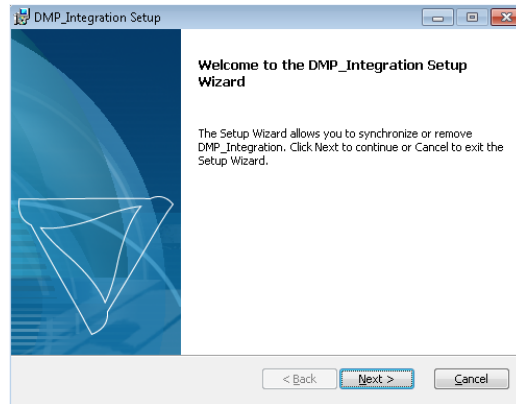 DMP_Integration Setup
Welcome to the DMP_Integration Setup
Wizard
The Setup Wizard allows you to synchronize or remove
DMP_Integration. Click Next to continue or Cancel to exit the
Setup Wizard.
< Back
Next >
Cancel